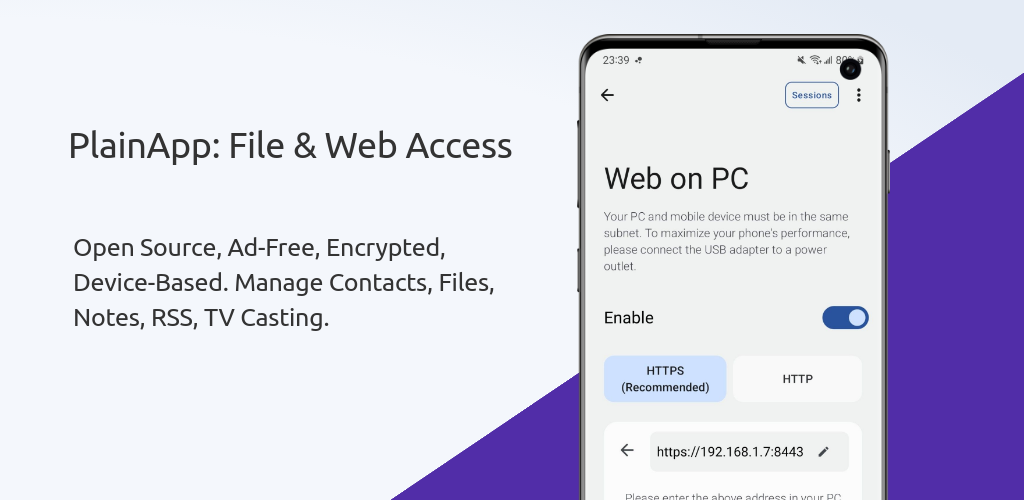 PlainApp: File & Web Access
Open Source, Ad-Free, Encrypted,
Device-Based. Manage Contacts, Files,
Notes, RSS, TV Casting.
23:39
Sessions
Web on PC
Your PC and mobile device must be in the same
subnet. To maximize your phone's performance,
please connect the USB adapter to a power
outlet.
Enable
HTTPS
(Recommended)
HTTP
https://192.168.1.7:8443
Please enter the above address in your PC